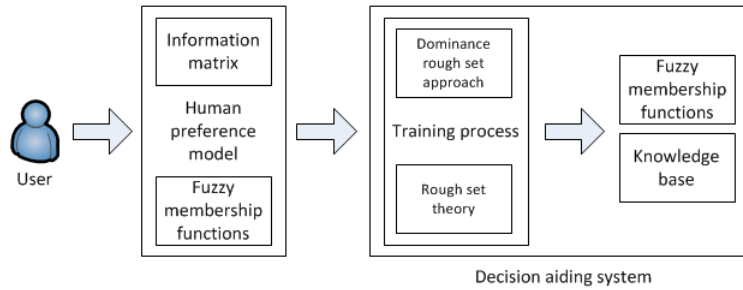 User
Information
matrix
Human
preference
model
Fuzzy
membership
functions
Dominance
rough set
approach
Training process
Rough set
theory
Fuzzy
membership
functions
Knowledge
base
Decision aiding system